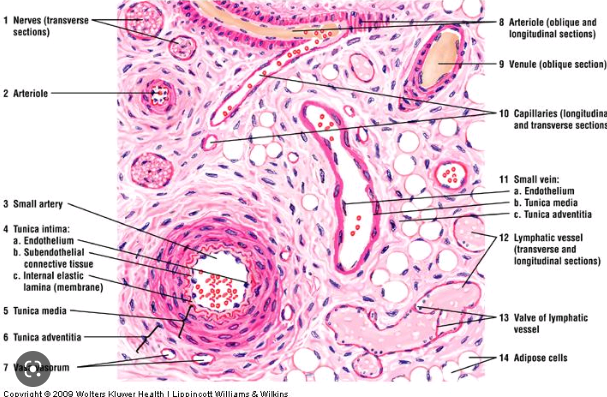 1 Nerves (transverse
sections)
2 Arteriole
3 Small artery
4 Tunica intima:
a. Endothelium
b. Subendothelial
connective tissue
c. Internal elastic
lamina (membrane)
5 Tunica media
6 Tunica adventitia
7
8 Arteriole (oblique and
longitudinal sections)
9 Venule (oblique section)
10 Capillaries (longitudina
and transverse sections
11 Small vein:
a. Endothelium
b. Tunica media
c. Tunica adventitia
12 Lymphatic vessel
(transverse and
longitudinal sections)
13 Valve of lymphatic
vessel
14 Adipose cells
Copyright © 2009 Wolters Kluwer Health | Lippincott Williams & Wilkins